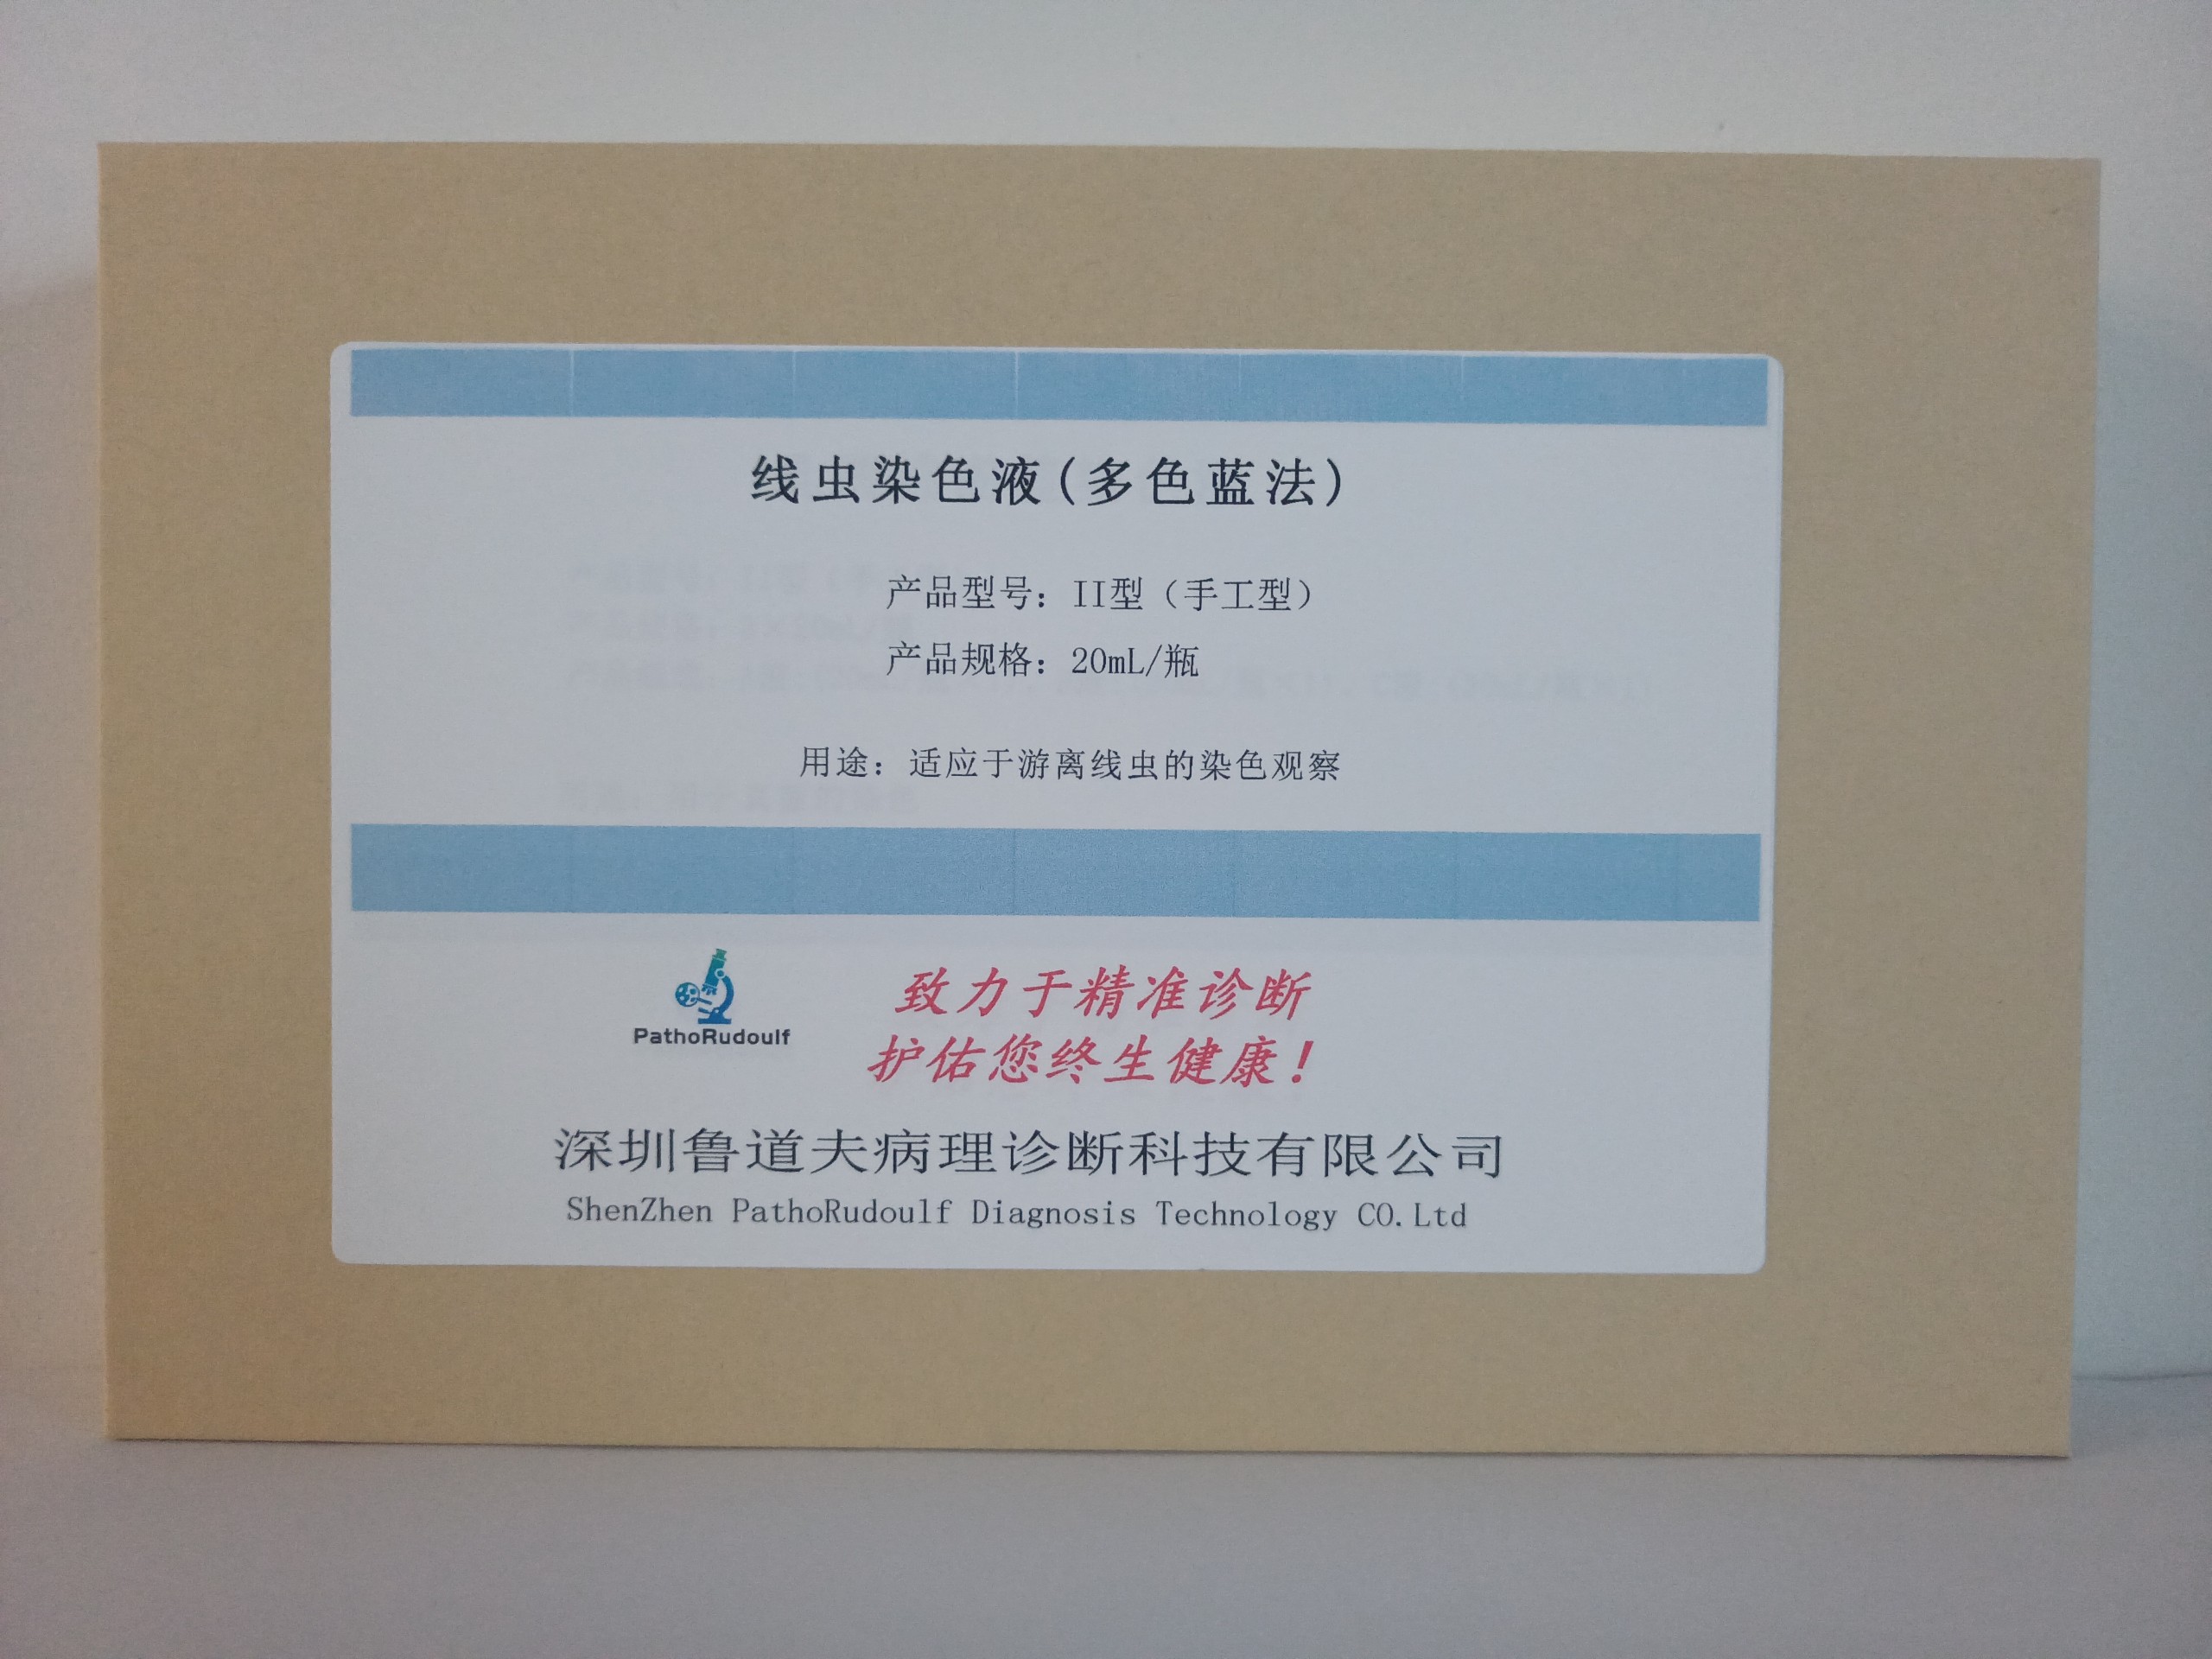 线虫染色液(多色蓝法)
产品型号：II型（手工型）
产品规格：20mL/瓶
用途：适应于游离线虫的染色观察
PathoRudoulf
致力于精准诊断
护佑您终生健康！
深圳鲁道夫病理诊断科技有限公司
ShenZhen PathoRudoulf Diagnosis Technology CO.Ltd